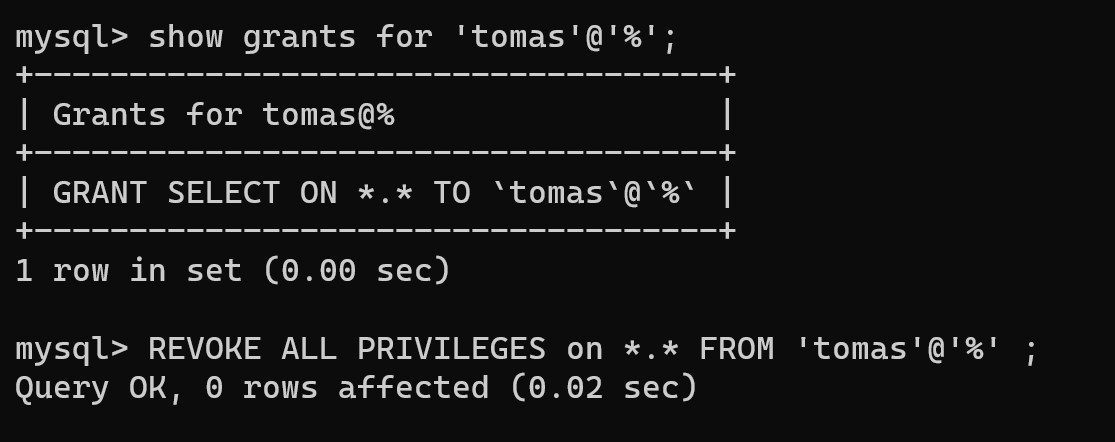 mysql> show grants for 'tomas'@'%';
+------------------------------------+
| Grants for tomas@%                 |
+------------------------------------+
| GRANT SELECT ON *.* TO `tomas`@`%` |
+------------------------------------+
1 row in set (0.00 sec)

mysql> REVOKE ALL PRIVILEGES on *.* FROM 'tomas'@'%' ;
Query OK, 0 rows affected (0.02 sec)